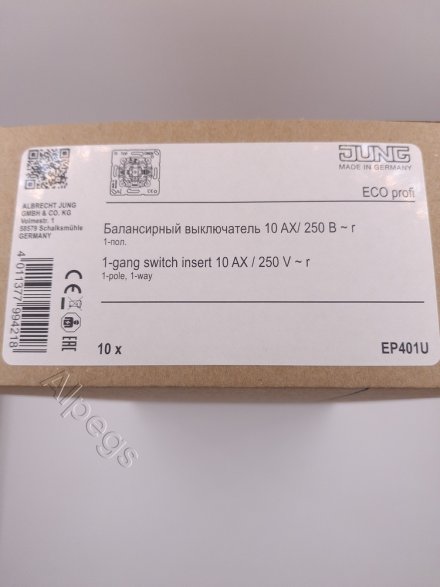 JUNG
MADE IN GERMANY
ECO profi
ALBRECHT JUNG
GMBH & CO. KG
Volmestr. 1
58579 Schalksmühle
GERMANY
Балансирный выключатель 10 AX/ 250 В ~ г
1-пол.
1-gang switch insert 10 AX / 250 V ~ r
1-pole, 1-way
4 011377 994218
CE
EAC
10 x
EP401U
Alpegs